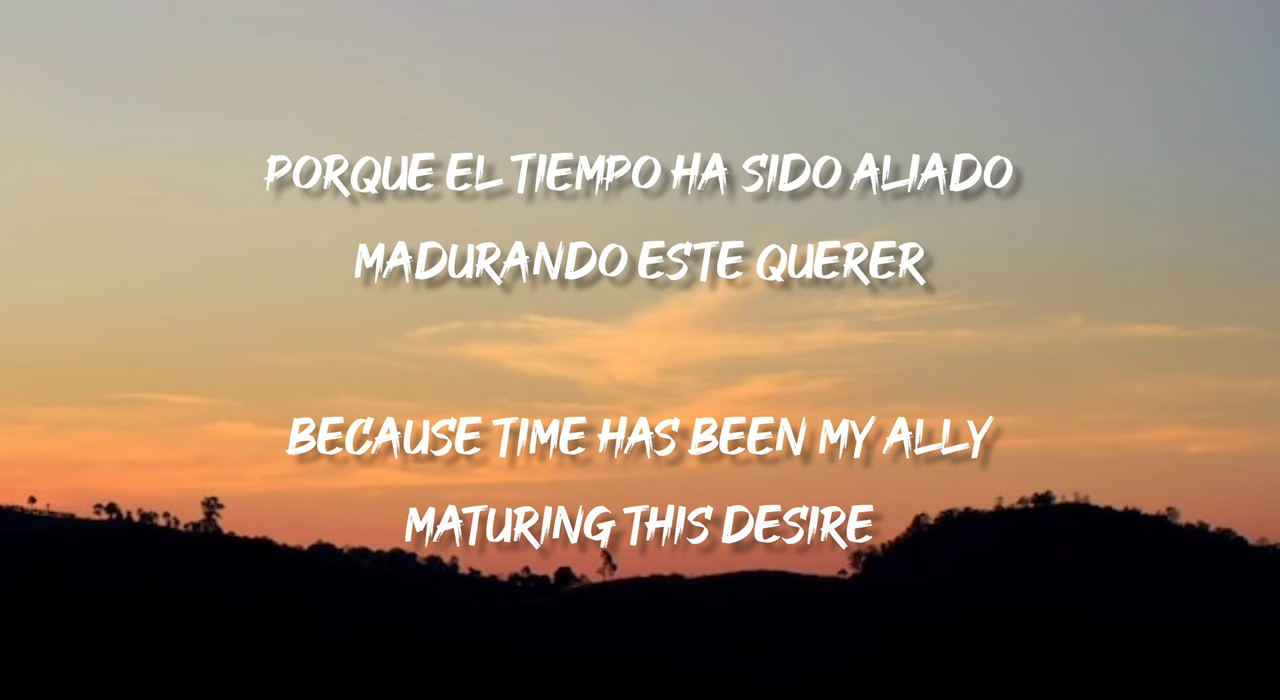 PORQUE EL TIEMPO HA SIDO ALIADO
MADURANDO ESTE QUERER
BECAUSE TIME HAS BEEN MY ALLY
MATURING THIS DESIRE